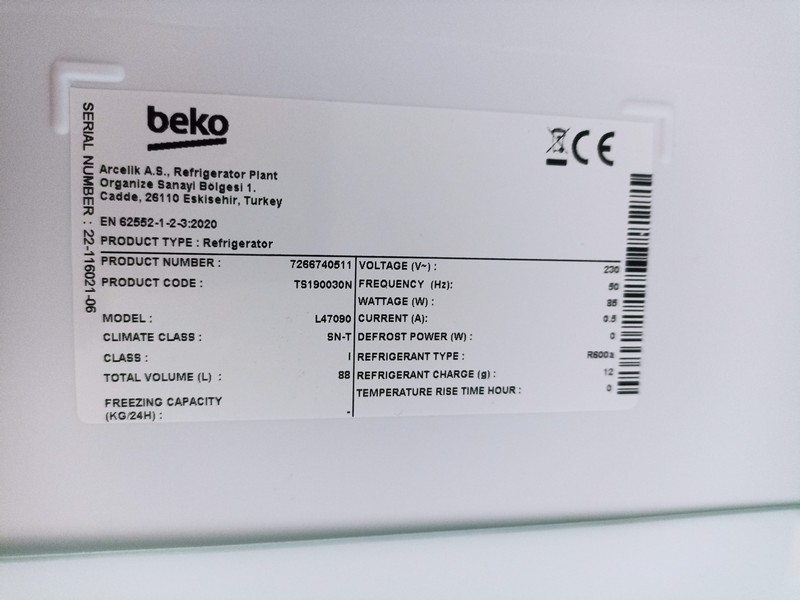 beko
CE
Arcelik A.S., Refrigerator Plant
Organize Sanayi Bolgesi 1.
Cadde, 26110 Eskisehir, Turkey
EN 62552-1-2-3:2020
PRODUCT TYPE : Refrigerator
PRODUCT NUMBER : 7266740511
PRODUCT CODE : TS190030N
MODEL : L47090
CLIMATE CLASS : SN-T
CLASS : I
TOTAL VOLUME (L) : 88
FREEZING CAPACITY
(KG/24H) : -
VOLTAGE (V~) : 230
FREQUENCY (Hz): 50
WATTAGE (W) : 85
CURRENT (A): 0.5
DEFROST POWER (W) : 0
REFRIGERANT TYPE : R600a
REFRIGERANT CHARGE (g) : 12
TEMPERATURE RISE TIME HOUR : 0
SERIAL NUMBER : 22-116021-06